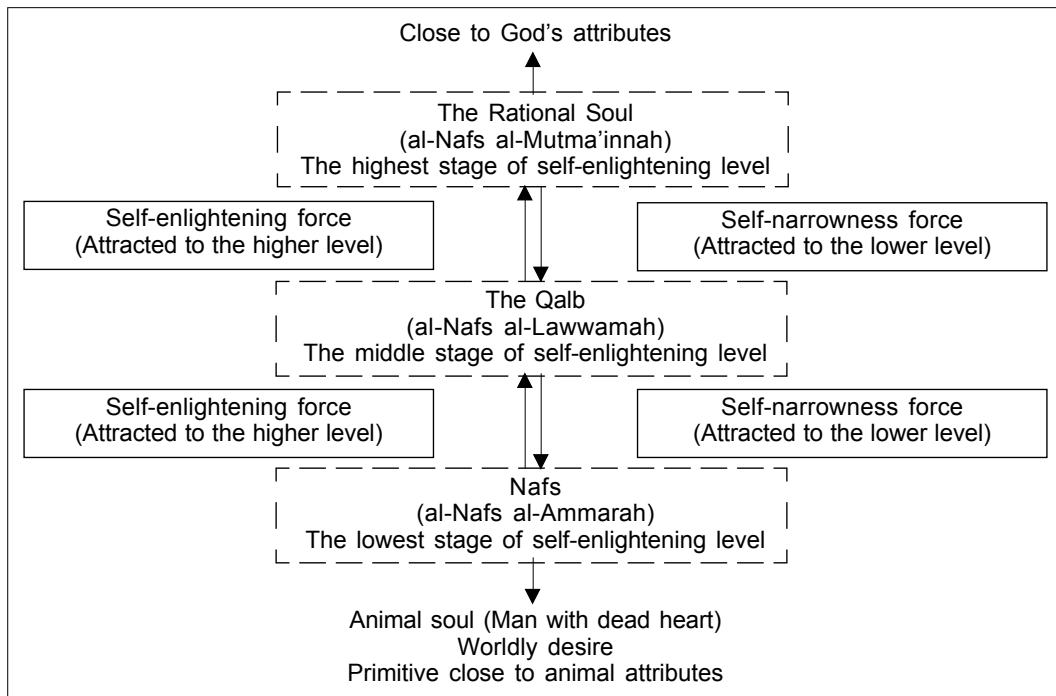 Close to God's attributes
The Rational Soul
(al-Nafs al-Mutma'innah)
The highest stage of self-enlightening level
Self-enlightening force
(Attracted to the higher level)
Self-narrowness force
(Attracted to the lower level)
The Qalb
(al-Nafs al-Lawwamah)
The middle stage of self-enlightening level
Self-enlightening force
(Attracted to the higher level)
Self-narrowness force
(Attracted to the lower level)
Nafs
(al-Nafs al-Ammarah)
The lowest stage of self-enlightening level
Animal soul (Man with dead heart)
Worldly desire
Primitive close to animal attributes